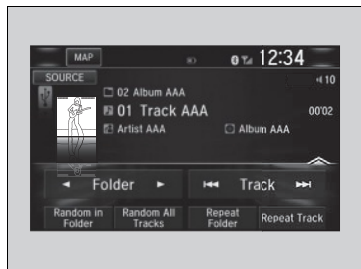 MAP
12:34
SOURCE
10
02 Album AAA
01 Track AAA
00'02
Artist AAA
Album AAA
Folder
Track
Random in Folder
Random All Tracks
Repeat Folder
Repeat Track